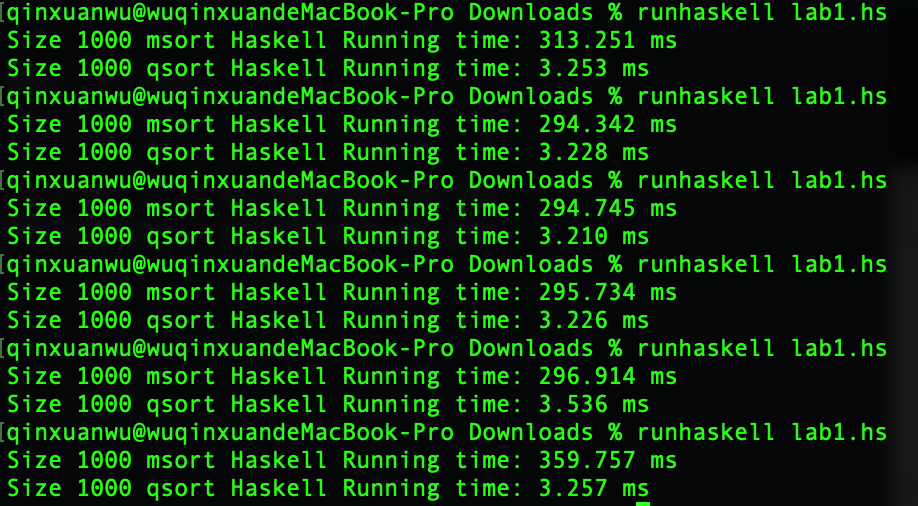 [qinxuanwu@wuqinxuandeMacBook-Pro Downloads % runhaskell lab1.hs
Size 1000 msort Haskell Running time: 313.251 ms
Size 1000 qsort Haskell Running time: 3.253 ms
[qinxuanwu@wuqinxuandeMacBook-Pro Downloads % runhaskell lab1.hs
Size 1000 msort Haskell Running time: 294.342 ms
Size 1000 qsort Haskell Running time: 3.228 ms
[qinxuanwu@wuqinxuandeMacBook-Pro Downloads % runhaskell lab1.hs
Size 1000 msort Haskell Running time: 294.745 ms
Size 1000 qsort Haskell Running time: 3.210 ms
[qinxuanwu@wuqinxuandeMacBook-Pro Downloads % runhaskell lab1.hs
Size 1000 msort Haskell Running time: 295.734 ms
Size 1000 qsort Haskell Running time: 3.226 ms
[qinxuanwu@wuqinxuandeMacBook-Pro Downloads % runhaskell lab1.hs
Size 1000 msort Haskell Running time: 296.914 ms
Size 1000 qsort Haskell Running time: 3.536 ms
[qinxuanwu@wuqinxuandeMacBook-Pro Downloads % runhaskell lab1.hs
Size 1000 msort Haskell Running time: 359.757 ms
Size 1000 qsort Haskell Running time: 3.257 ms